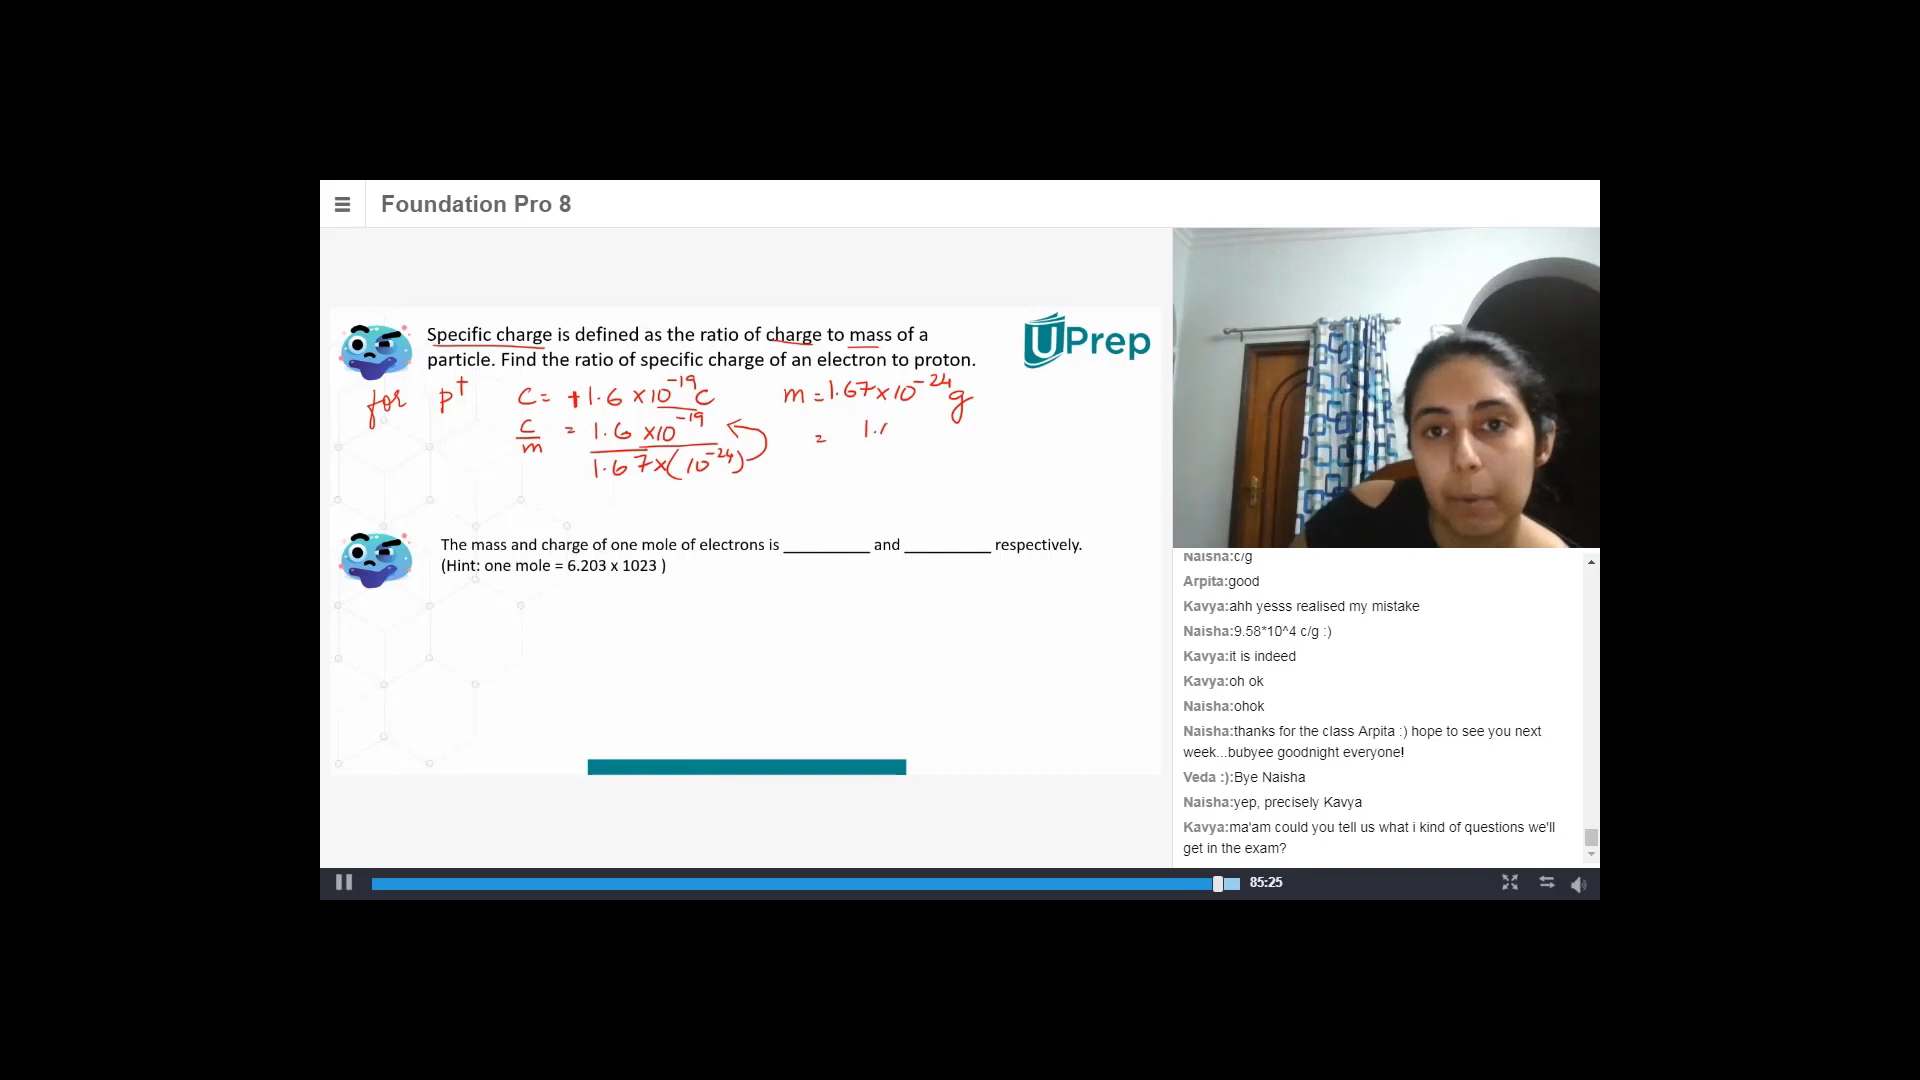 Foundation Pro 8
Specific charge is defined as the ratio of charge to mass of a
particle. Find the ratio of specific charge of an electron to proton.
UPrep
for p+ C = +1.6 × 10^-19 C m = 1.67 × 10^-24 g
C/m = 1.6 × 10^-19 / 1.67 × (10^-24) =
The mass and charge of one mole of electrons is __________ and __________ respectively.
(Hint: one mole = 6.203 x 1023 )
Naisha:c/g
Arpita:good
Kavya:ahh yesss realised my mistake
Naisha:9.58*10^4 c/g :)
Kavya:it is indeed
Kavya:oh ok
Naisha:ohok
Naisha:thanks for the class Arpita :) hope to see you next
week...bubyee goodnight everyone!
Veda :):Bye Naisha
Naisha:yep, precisely Kavya
Kavya:ma'am could you tell us what i kind of questions we'll
get in the exam?
85:25